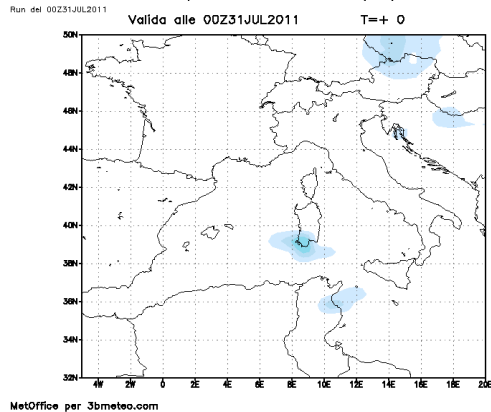 Run del 00Z31JUL2011
Valida alle 00Z31JUL2011 T=+ 0
50N
48N
46N
44N
42N
40N
38N
36N
34N
32N
4W 2W 0 2E 4E 6E 8E 10E 12E 14E 16E 18E 20E
MetOffice per 3bmeteo.com